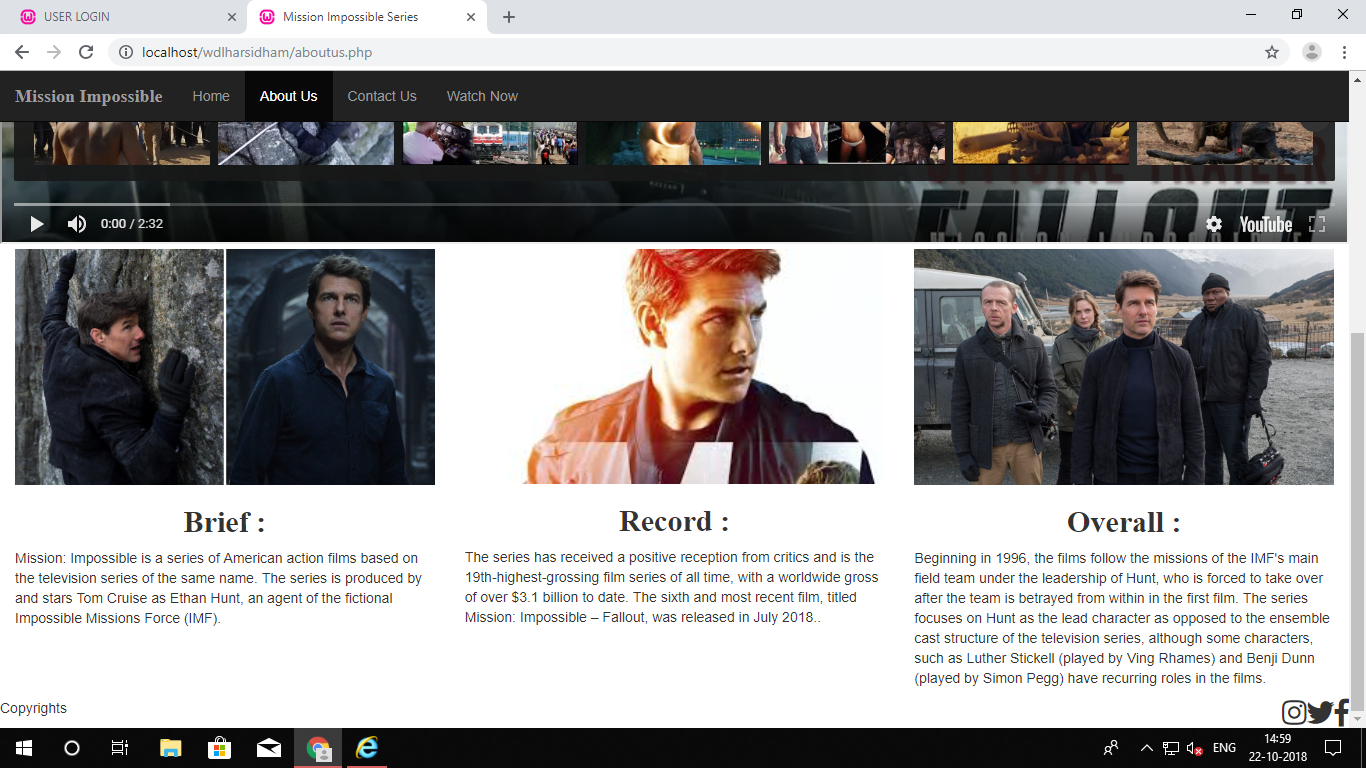 USER LOGIN
Mission Impossible Series
localhost/wdlharsidham/aboutus.php
Mission Impossible
Home
About Us
Contact Us
Watch Now
OFFICIAL TRAILER
FALLOUT
0:00 / 2:32
YouTube
Brief :
Mission: Impossible is a series of American action films based on
the television series of the same name. The series is produced by
and stars Tom Cruise as Ethan Hunt, an agent of the fictional
Impossible Missions Force (IMF).
Record :
The series has received a positive reception from critics and is the
19th-highest-grossing film series of all time, with a worldwide gross
of over $3.1 billion to date. The sixth and most recent film, titled
Mission: Impossible – Fallout, was released in July 2018..
Overall :
Beginning in 1996, the films follow the missions of the IMF's main
field team under the leadership of Hunt, who is forced to take over
after the team is betrayed from within in the first film. The series
focuses on Hunt as the lead character as opposed to the ensemble
cast structure of the television series, although some characters,
such as Luther Stickell (played by Ving Rhames) and Benji Dunn
(played by Simon Pegg) have recurring roles in the films.
Copyrights
ENG
14:59
22-10-2018